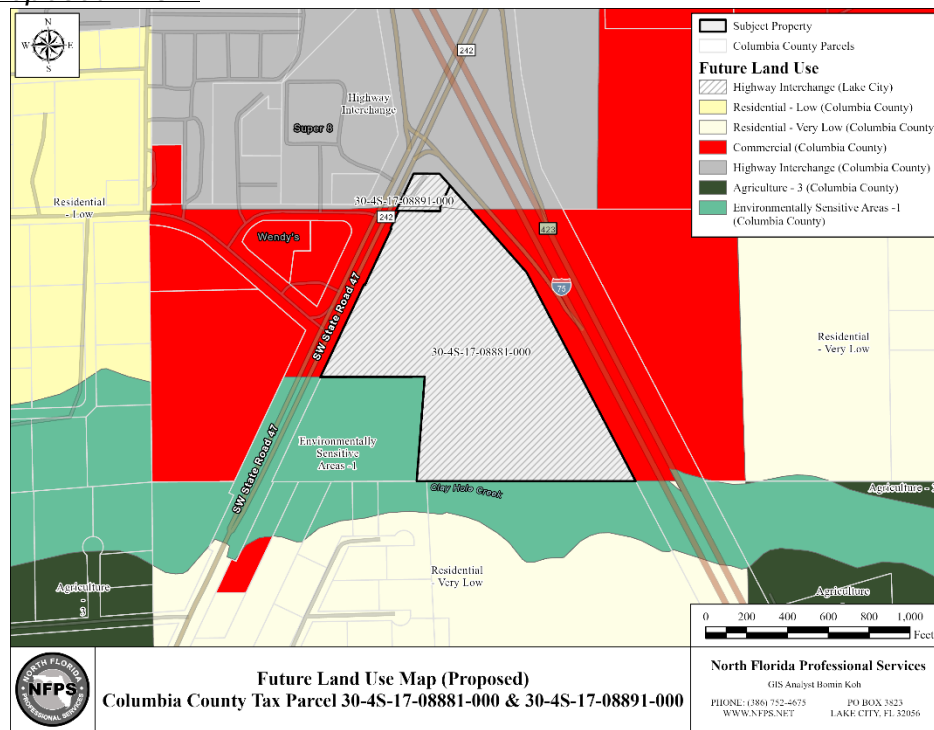 N
W E
S
Subject Property
Columbia County Parcels
Future Land Use
Highway Interchange (Lake City)
Residential - Low (Columbia County)
Residential - Very Low (Columbia County
Commercial (Columbia County)
Highway Interchange (Columbia County)
Agriculture - 3 (Columbia County)
Environmentally Sensitive Areas -1
(Columbia County)
242
Highway
Interchange
Super 8
30-4S-17-08891-000
Residential
- Low
242
Wendy's
423
75
SW State Road 47
Residential
- Very Low
30-4S-17-08881-000
Environmentally
Sensitive
Areas -1
SW State Road 47
Clay Hole Creek
Agriculture - 3
Residential
- Very Low
Agriculture
- 3
Agriculture
0 200 400 600 800 1,000
Feet
NORTH FLORIDA
NFPS
PROFESSIONAL SERVICES
Future Land Use Map (Proposed)
Columbia County Tax Parcel 30-4S-17-08881-000 & 30-4S-17-08891-000
North Florida Professional Services
GIS Analyst Bomin Koh
PHONE: (386) 752-4675 PO BOX 3823
WWW.NFPS.NET LAKE CITY, FL 32056